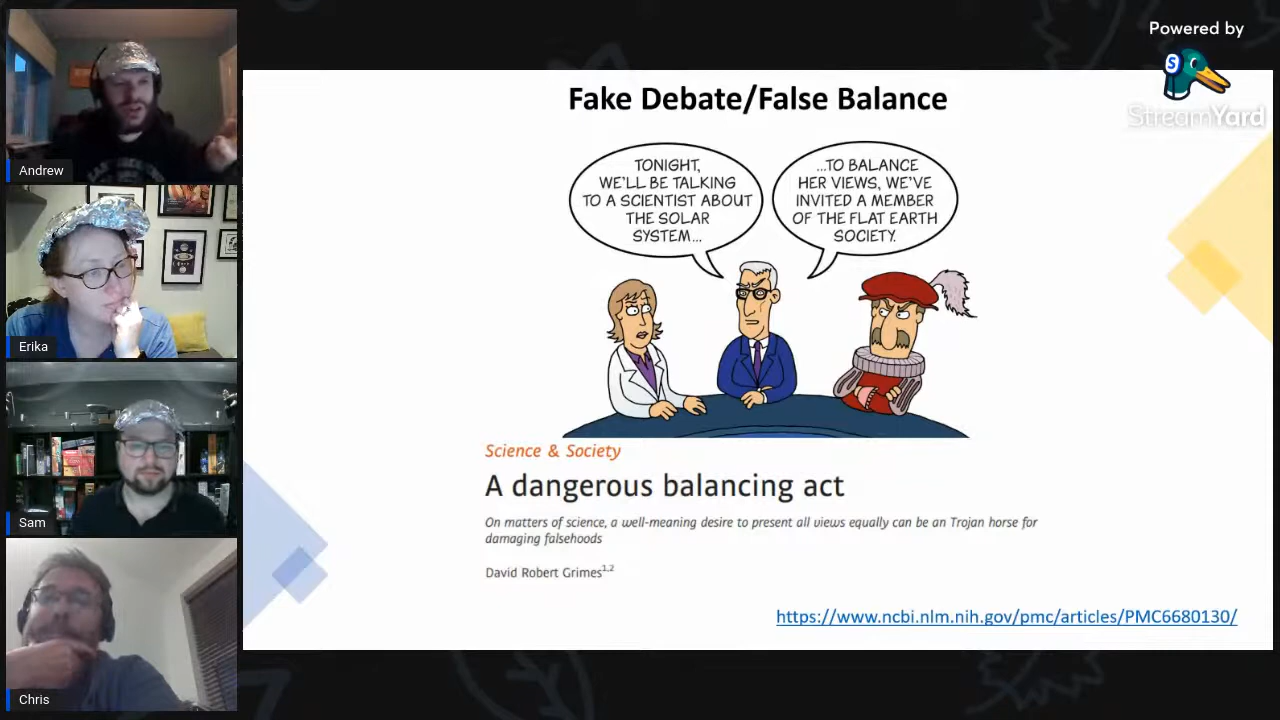 Powered by
S
StreamYard
Andrew
Erika
Sam
Chris
Fake Debate/False Balance
TONIGHT,
WE'LL BE TALKING
TO A SCIENTIST ABOUT
THE SOLAR
SYSTEM...
...TO BALANCE
HER VIEWS, WE'VE
INVITED A MEMBER
OF THE FLAT EARTH
SOCIETY.
Science & Society
A dangerous balancing act
On matters of science, a well-meaning desire to present all views equally can be an Trojan horse for
damaging falsehoods
David Robert Grimes1,2
https://www.ncbi.nlm.nih.gov/pmc/articles/PMC6680130/